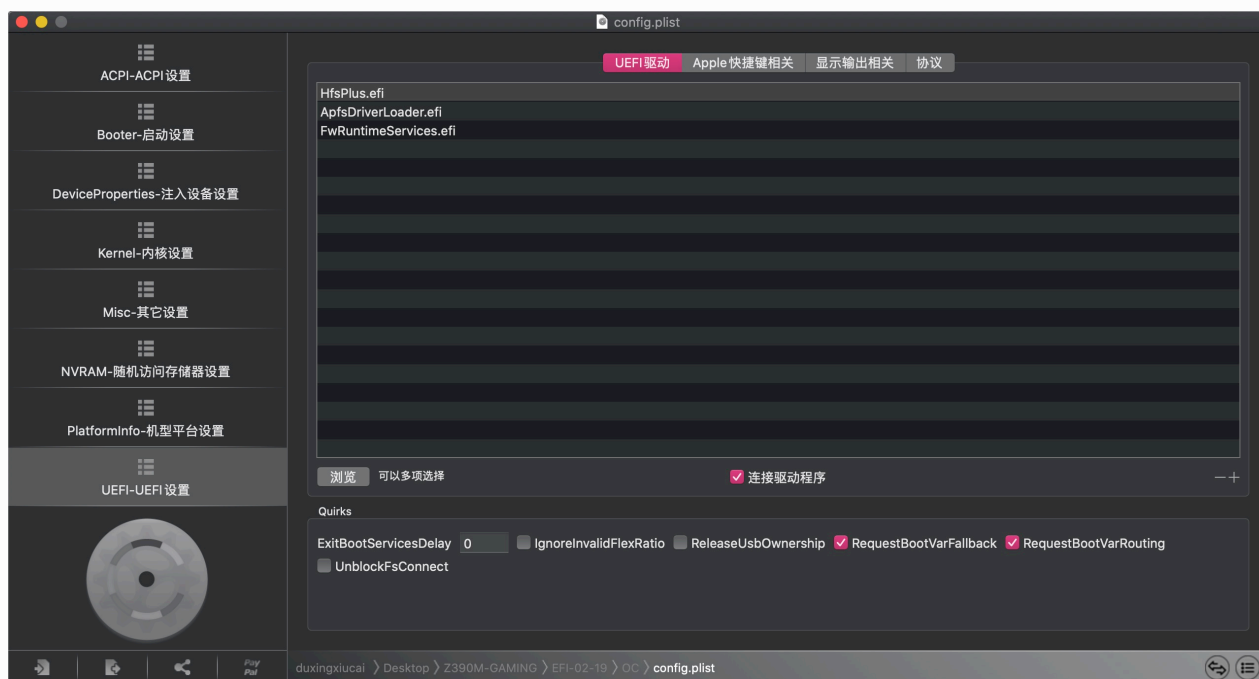 config.plist
ACPI-ACPI设置
Booter-启动设置
DeviceProperties-注入设备设置
Kernel-内核设置
Misc-其它设置
NVRAM-随机访问存储器设置
PlatformInfo-机型平台设置
UEFI-UEFI设置
Pay
Pal
UEFI驱动 Apple快捷键相关 显示输出相关 协议
HfsPlus.efi
ApfsDriverLoader.efi
FwRuntimeServices.efi
浏览 可以多项选择 连接驱动程序
Quirks
ExitBootServicesDelay 0 IgnoreInvalidFlexRatio ReleaseUsbOwnership RequestBootVarFallback RequestBootVarRouting
UnblockFsConnect
duxingxiucai 〉Desktop 〉Z390M-GAMING 〉EFI-02-19 〉OC 〉config.plist